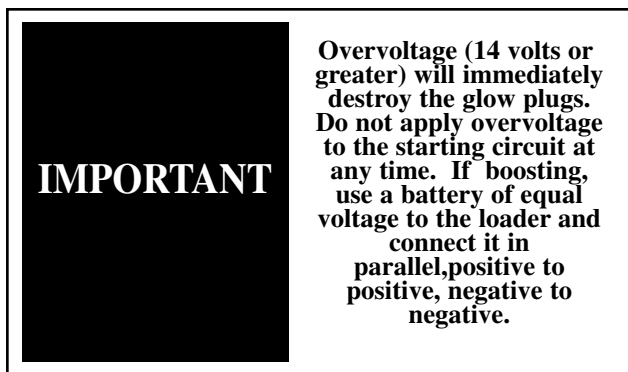 IMPORTANT
Overvoltage (14 volts or
greater) will immediately
destroy the glow plugs.
Do not apply overvoltage
to the starting circuit at
any time.  If  boosting,
use a battery of equal
voltage to the loader and
connect it in
parallel,positive to
positive, negative to
negative.